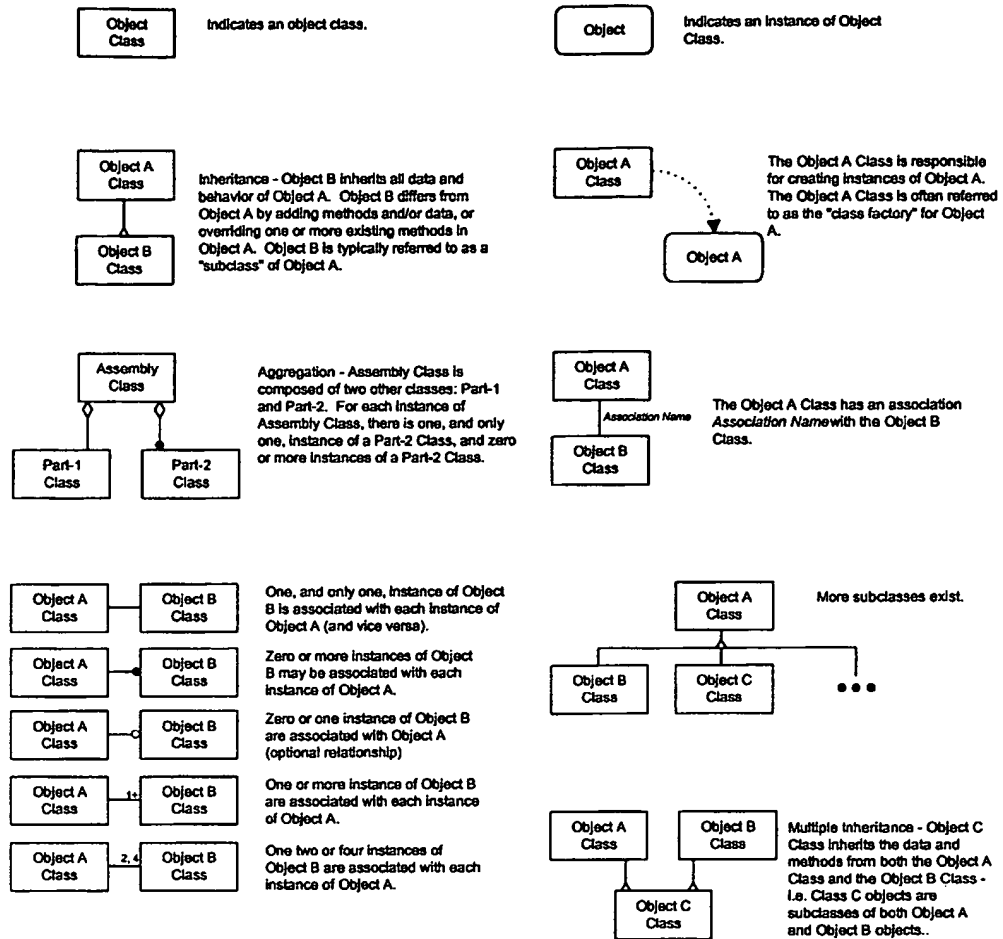 Object
Class
Indicates an object class.
Object
Indicates an instance of Object
Class.
Object A
Class
Object B
Class
Inheritance - Object B inherits all data and
behavior of Object A. Object B differs from
Object A by adding methods and/or data, or
overriding one or more existing methods in
Object A. Object B is typically referred to as a
"subclass" of Object A.
Object A
Class
Object A
The Object A Class is responsible
for creating instances of Object A.
The Object A Class is often referred
to as the "class factory" for Object
A.
Assembly
Class
Part-1
Class
Part-2
Class
Aggregation - Assembly Class is
composed of two other classes: Part-1
and Part-2. For each instance of
Assembly Class, there is one, and only
one, instance of a Part-2 Class, and zero
or more instances of a Part-2 Class.
Object A
Class
Association Name
Object B
Class
The Object A Class has an association
Association Name with the Object B
Class.
Object A
Class
Object B
Class
One, and only one, instance of Object
B is associated with each instance of
Object A (and vice versa).
Object A
Class
Object B
Class
Zero or more instances of Object
B may be associated with each
instance of Object A.
Object A
Class
Object B
Class
Zero or one instance of Object B
are associated with Object A
(optional relationship)
Object A
Class
1+
Object B
Class
One or more instance of Object B
are associated with each instance
of Object A.
Object A
Class
2, 4
Object B
Class
One two or four instances of
Object B are associated with each
instance of Object A.
Object A
Class
Object B
Class
Object C
Class
More subclasses exist.
Object A
Class
Object B
Class
Object C
Class
Multiple Inheritance - Object C
Class inherits the data and
methods from both the Object A
Class and the Object B Class -
i.e. Class C objects are
subclasses of both Object A
and Object B objects..